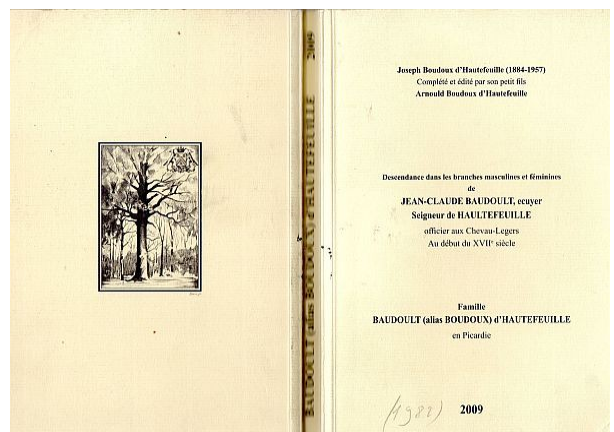 2009
BAUDOULT (alias BOUDOUX) d'HAUTEFEUILLE
Joseph Boudoux d'Hautefeuille (1884-1957)
Complété et édité par son petit fils
Arnould Boudoux d'Hautefeuille
Descendance dans les branches masculines et féminines
de
JEAN-CLAUDE BAUDOULT, ecuyer
Seigneur de HAULTEFEUILLE
officier aux Chevau-Legers
Au début du XVIIe siècle
Famille
BAUDOULT (alias BOUDOUX) d'HAUTEFEUILLE
en Picardie
(1982) 2009